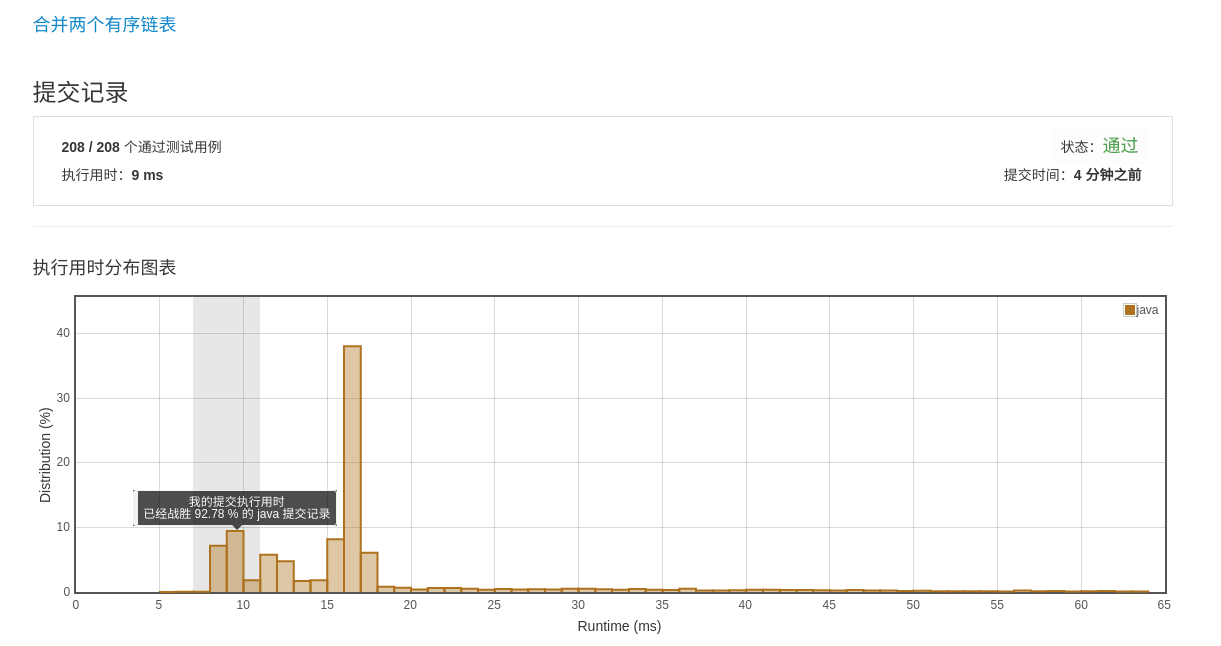 合并两个有序链表
提交记录
208 / 208 个通过测试用例
状态：通过
执行用时：9 ms
提交时间：4 分钟之前
执行用时分布图表
java
40
30
20
10
0
Distribution (%)
我的提交执行用时
已经战胜 92.78 % 的 java 提交记录
0 5 10 15 20 25 30 35 40 45 50 55 60 65
Runtime (ms)